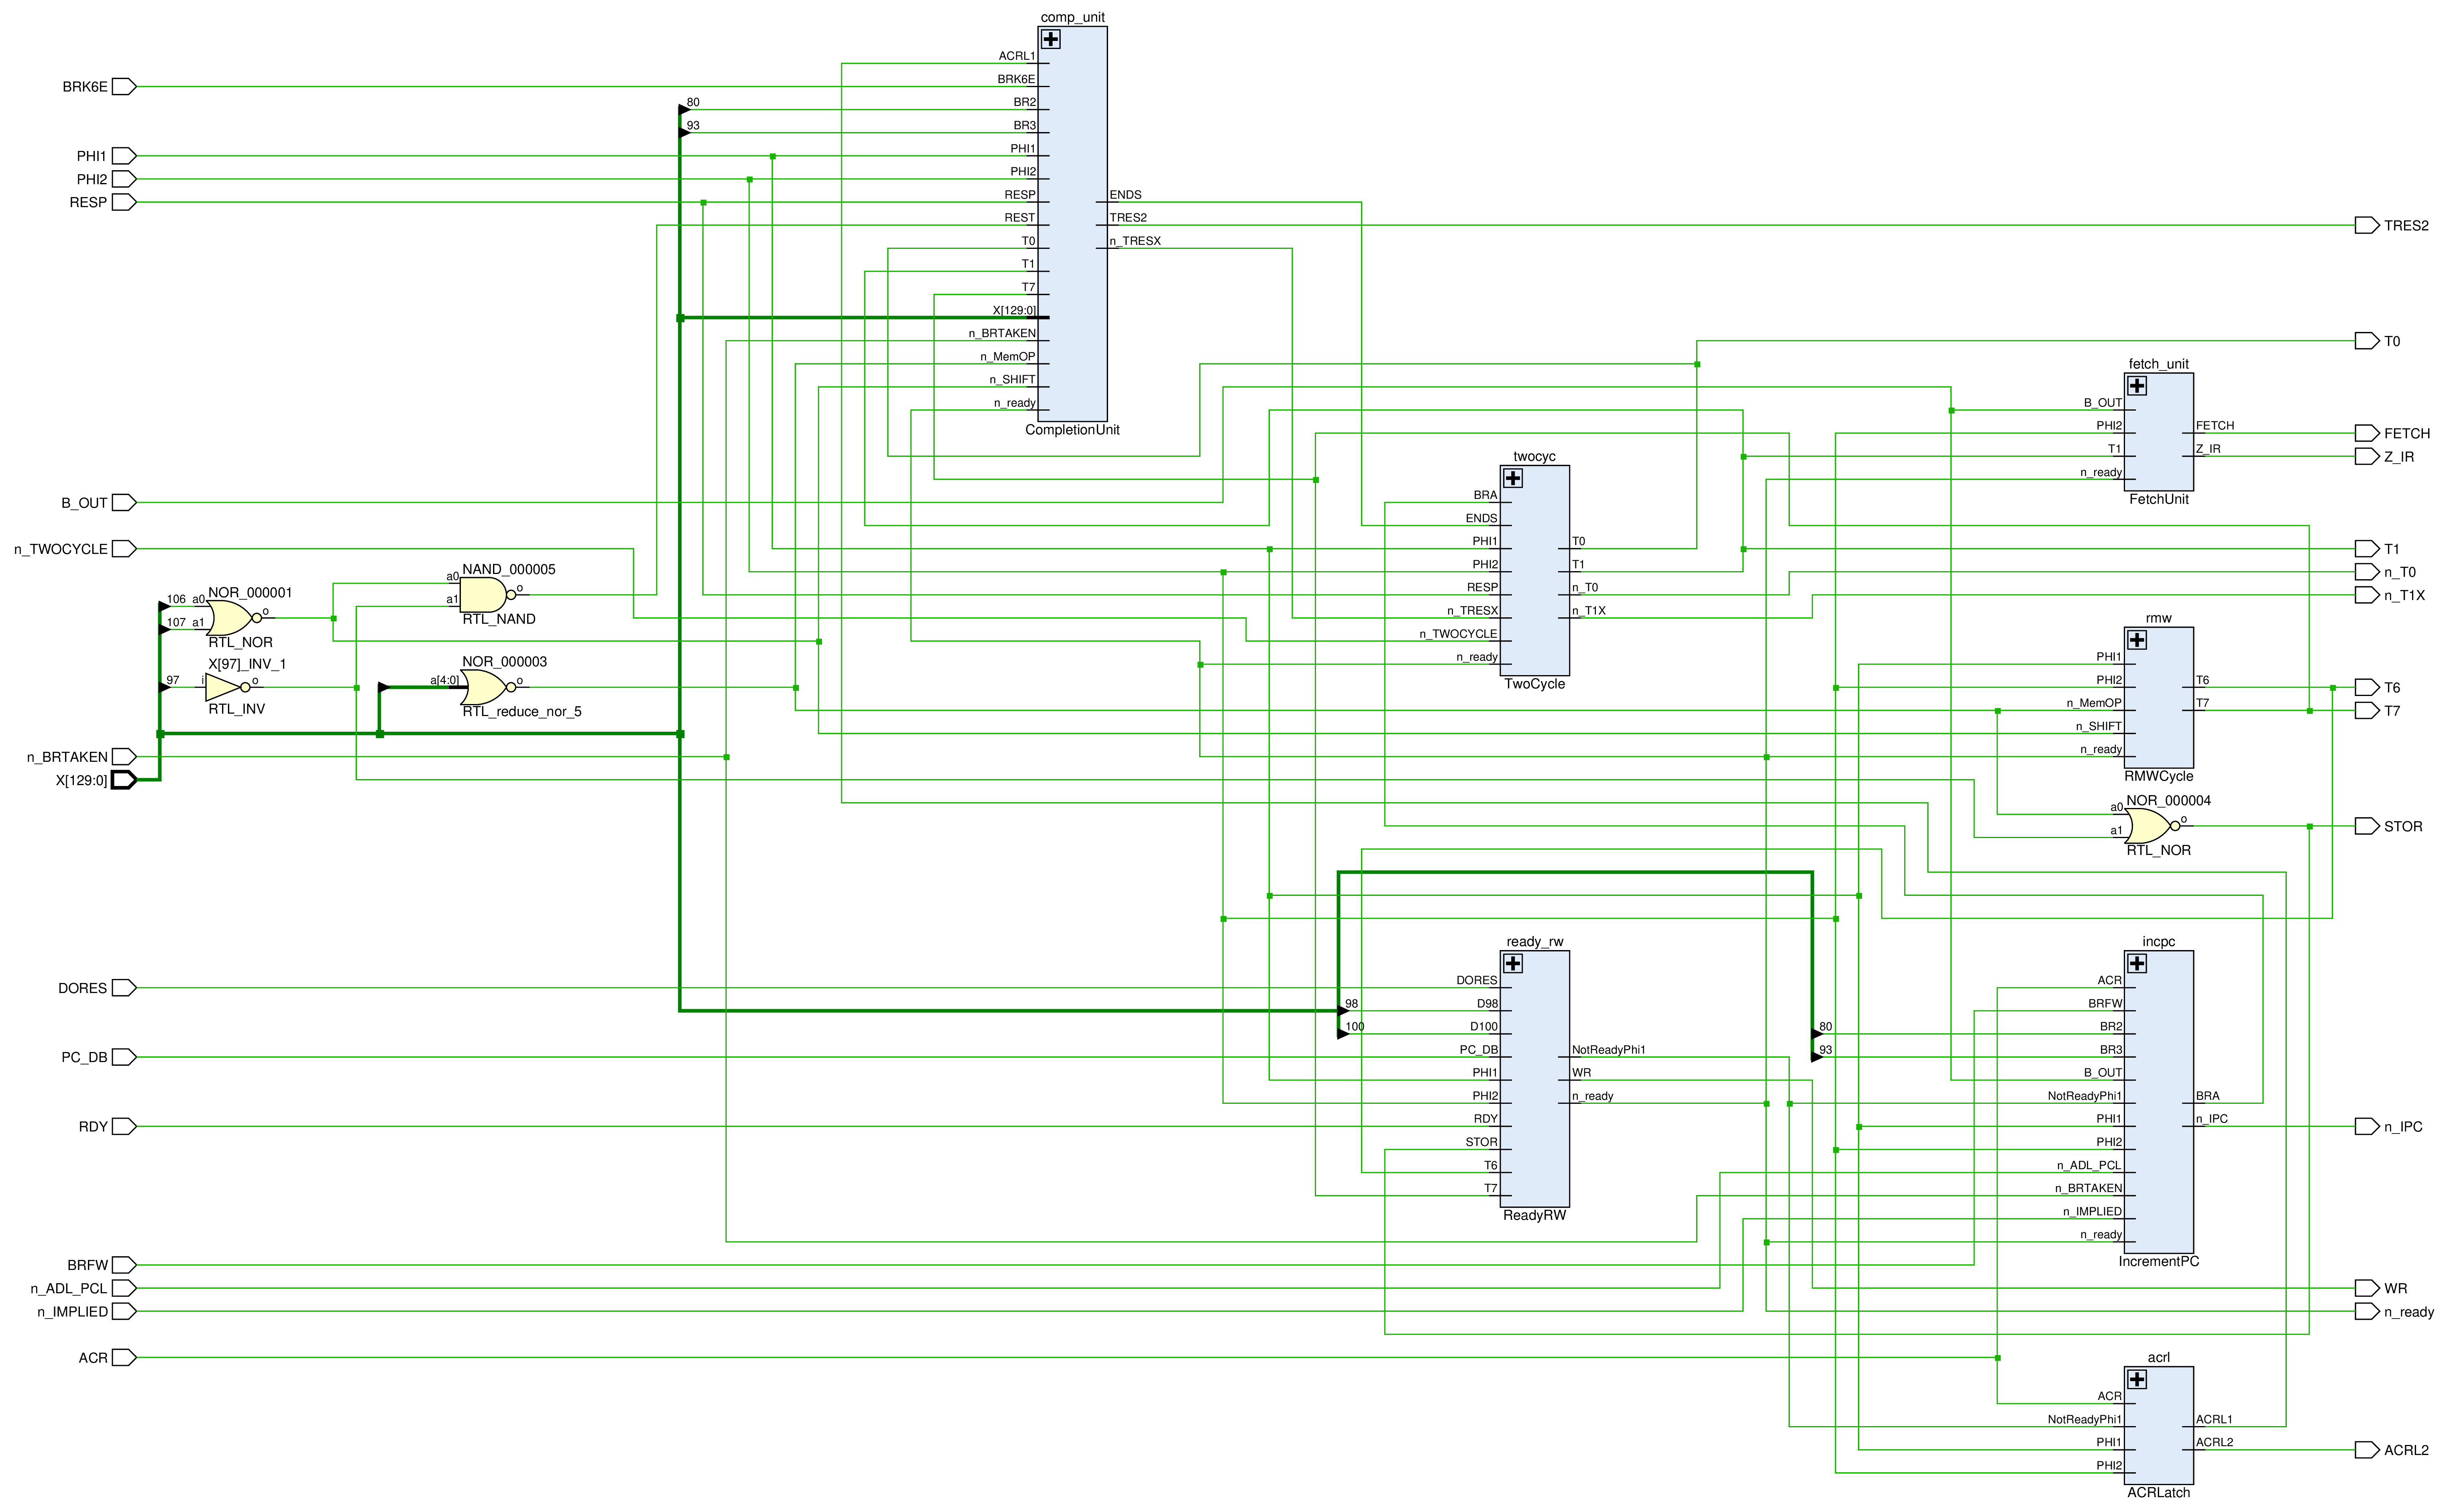 comp_unit
ACRL1
BRK6E
BRK6E
80
BR2
93
BR3
PHI1
PHI1
PHI2
PHI2
RESP
RESP
ENDS
REST
TRES2
TRES2
T0
n_TRESX
T1
T7
X[129:0]
n_BRTAKEN
T0
n_MemOP
fetch_unit
n_SHIFT
n_ready
B_OUT
CompletionUnit
PHI2
FETCH
FETCH
twocyc
T1
Z_IR
Z_IR
n_ready
BRA
FetchUnit
B_OUT
ENDS
n_TWOCYCLE
PHI1
T0
T1
NAND_000005
a0
o
a1
RTL_NAND
PHI2
T1
n_T0
NOR_000001
106
a0
o
107
a1
RTL_NOR
RESP
n_T0
n_T1X
n_TRESX
n_T1X
rmw
n_TWOCYCLE
n_ready
TwoCycle
PHI1
X[97]_INV_1
97
i
o
RTL_INV
NOR_000003
a[4:0]
o
RTL_reduce_nor_5
PHI2
T6
T6
n_MemOP
T7
T7
n_SHIFT
n_ready
RMWCycle
n_BRTAKEN
X[129:0]
NOR_000004
a0
o
a1
RTL_NOR
STOR
ready_rw
incpc
DORES
DORES
ACR
98
D98
BRFW
100
D100
80
BR2
PC_DB
PC_DB
NotReadyPhi1
93
BR3
PHI1
WR
B_OUT
PHI2
n_ready
NotReadyPhi1
BRA
RDY
RDY
PHI1
n_IPC
n_IPC
STOR
PHI2
T6
n_ADL_PCL
T7
n_BRTAKEN
ReadyRW
n_IMPLIED
n_ready
IncrementPC
BRFW
n_ADL_PCL
WR
n_IMPLIED
n_ready
ACR
acrl
ACR
NotReadyPhi1
ACRL1
PHI1
ACRL2
ACRL2
PHI2
ACRLatch